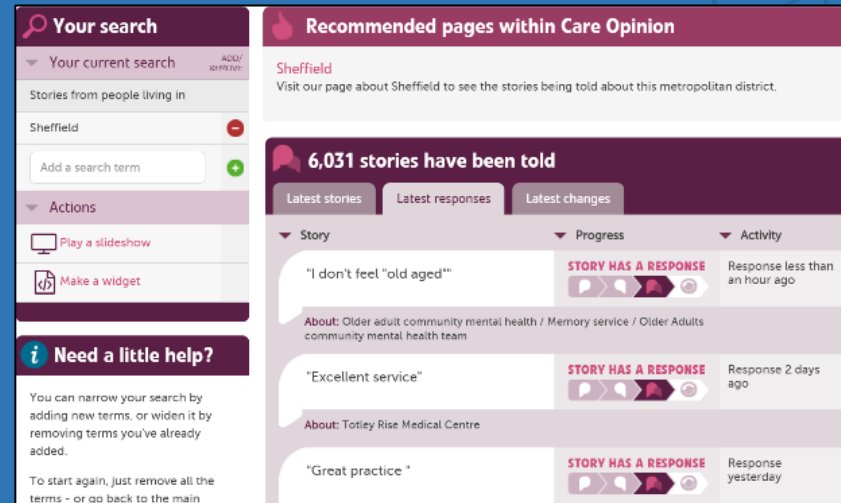 Your search
Your current search
ADD/
REMOVE
Stories from people living in
Sheffield
Add a search term
Actions
Play a slideshow
Make a widget
Need a little help?
You can narrow your search by
adding new terms, or widen it by
removing terms you've already
added.
To start again, just remove all the
terms - or go back to the main
Recommended pages within Care Opinion
Sheffield
Visit our page about Sheffield to see the stories being told about this metropolitan district.
6,031 stories have been told
Latest stories
Latest responses
Latest changes
Story
Progress
Activity
"I don't feel "old aged""
STORY HAS A RESPONSE
Response less than
an hour ago
About: Older adult community mental health / Memory service / Older Adults
community mental health team
"Excellent service"
STORY HAS A RESPONSE
Response 2 days
ago
About: Totley Rise Medical Centre
"Great practice "
STORY HAS A RESPONSE
Response
yesterday